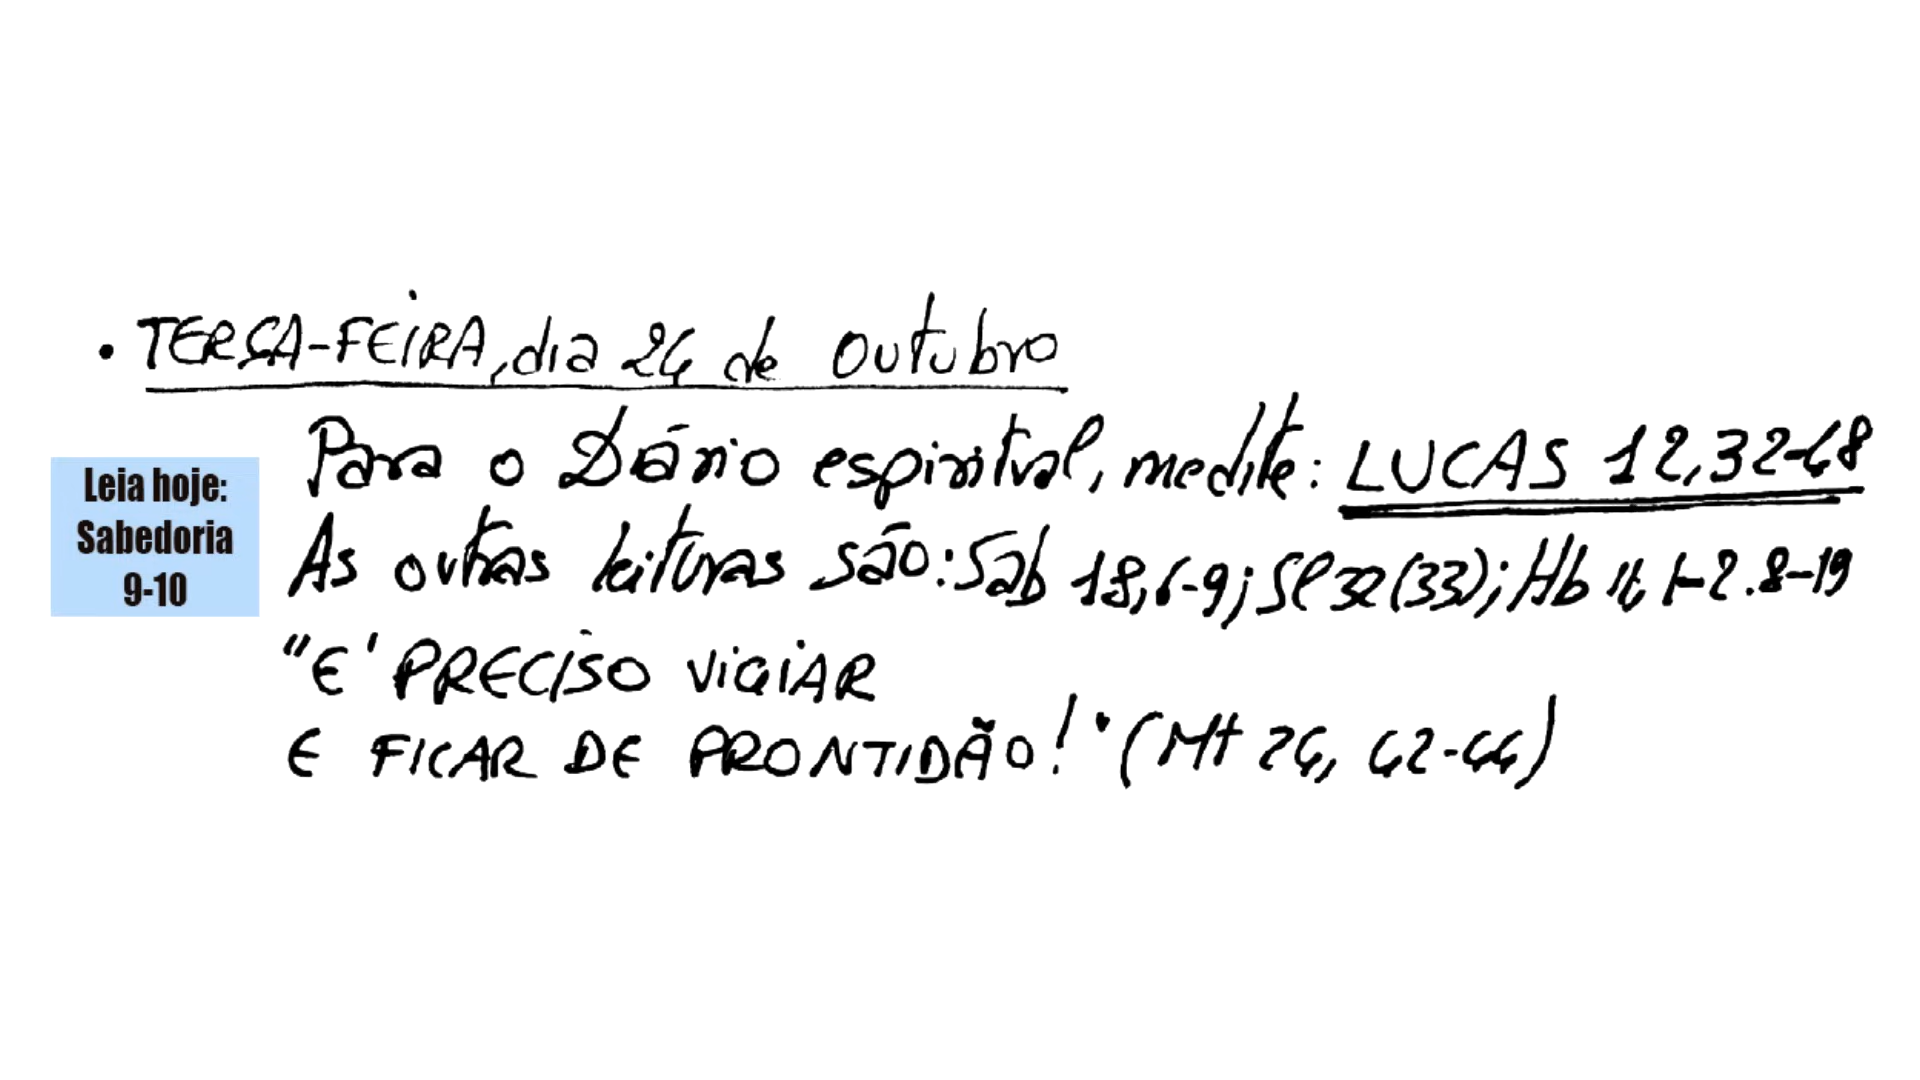 • TERÇA-FEIRA, dia 24 de Outubro
Leia hoje:
Sabedoria
9-10
Para o Diário espiritual, medite: LUCAS 12,32-48
As outras leituras são: Sab 18,6-9; Sl 32 (33); Hb 11, 1-2.8-19
"É PRECISO VIGIAR
E FICAR DE PRONTIDÃO!" (Mt 24, 42-44)